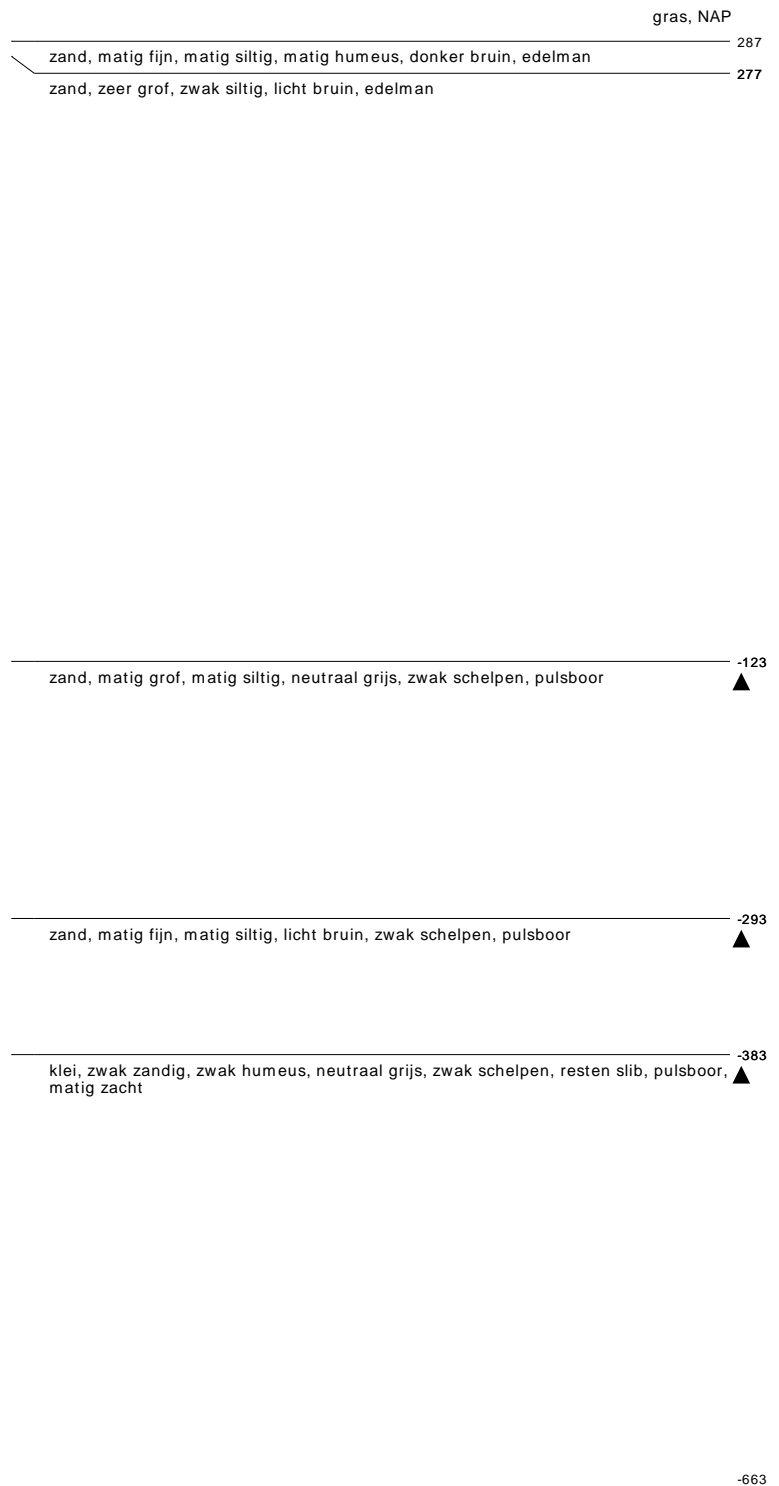 gras, NAP
287
zand, matig fijn, matig siltig, matig humeus, donker bruin, edelman
277
zand, zeer grof, zwak siltig, licht bruin, edelman
-123
zand, matig grof, matig siltig, neutraal grijs, zwak schelpen, pulsboor
-293
zand, matig fijn, matig siltig, licht bruin, zwak schelpen, pulsboor
-383
klei, zwak zandig, zwak humeus, neutraal grijs, zwak schelpen, resten slib, pulsboor,
matig zacht
-663